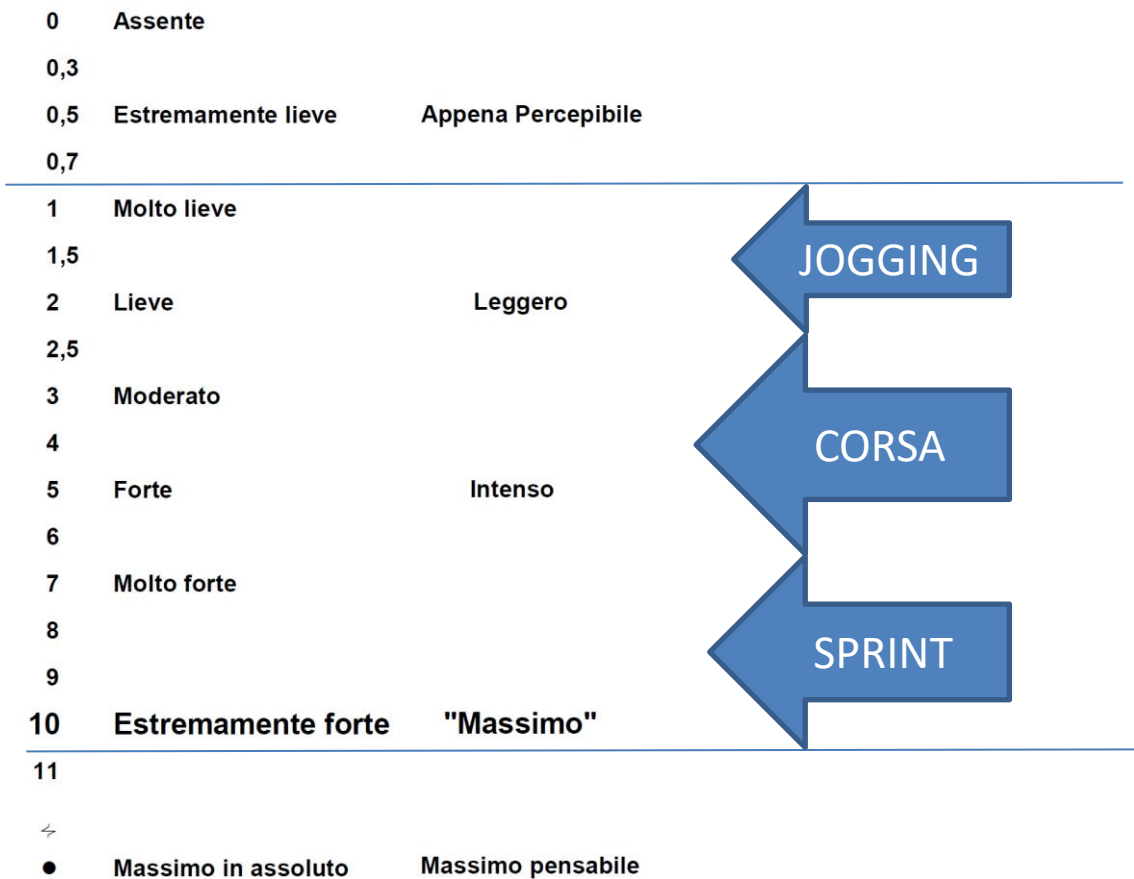 0 Assente
0,3
0,5 Estremamente lieve Appena Percepibile
0,7
1 Molto lieve
1,5 JOGGING
2 Lieve Leggero
2,5
3 Moderato
4 CORSA
5 Forte Intenso
6
7 Molto forte
8 SPRINT
9
10 Estremamente forte "Massimo"
11
● Massimo in assoluto Massimo pensabile